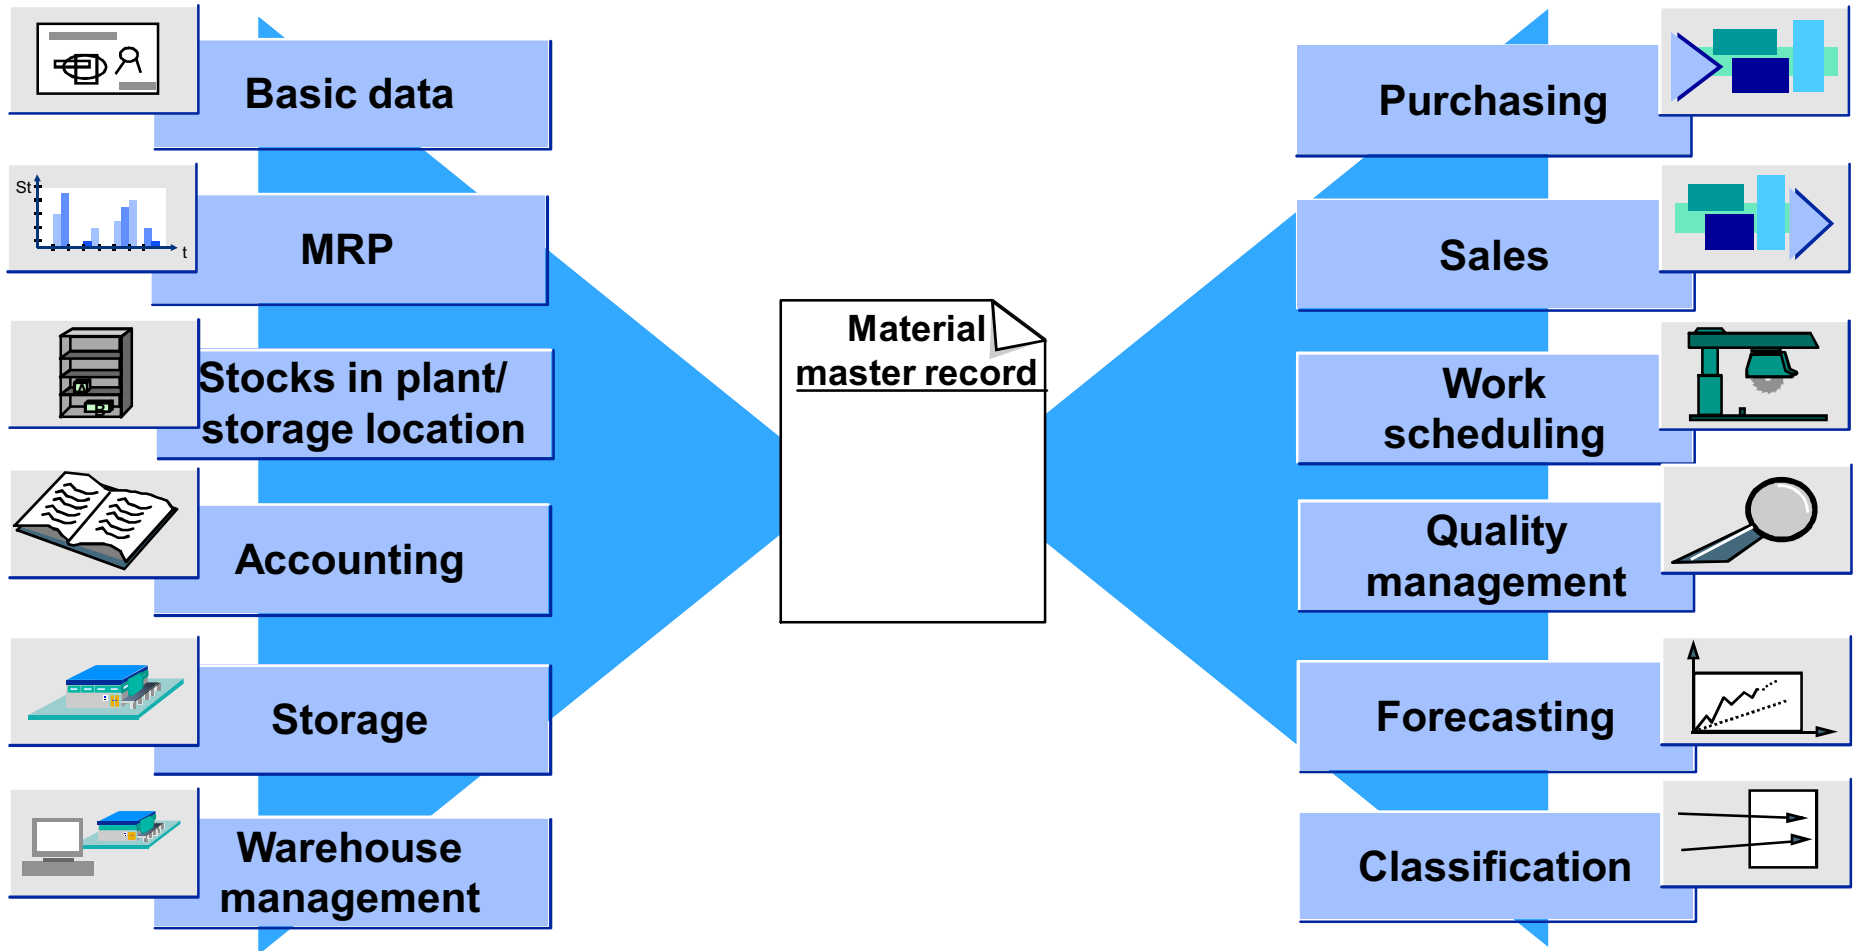 Basic data
St
t
MRP
Stocks in plant/
storage location
Accounting
Storage
Warehouse
management
Material
master record
Purchasing
Sales
Work
scheduling
Quality
management
Forecasting
Classification